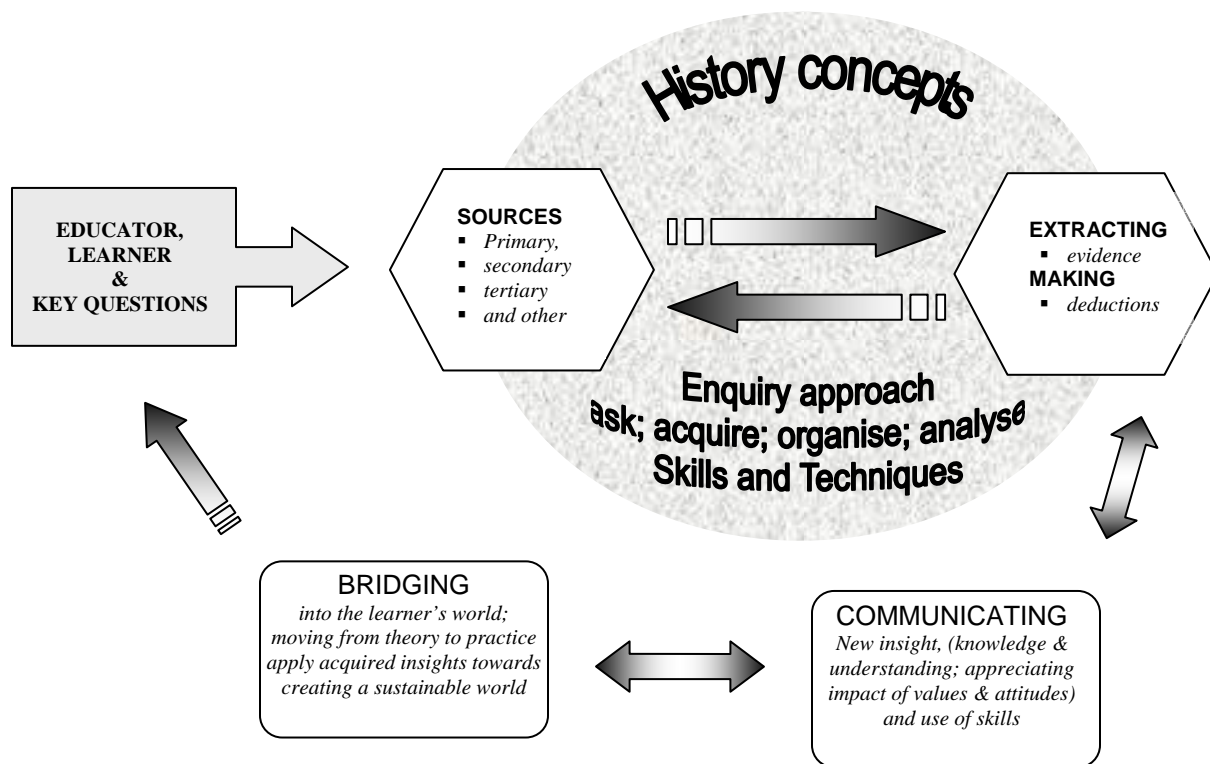 History concepts
EDUCATOR,
LEARNER
&
KEY QUESTIONS
SOURCES
▪ Primary,
▪ secondary
▪ tertiary
▪ and other
EXTRACTING
▪ evidence
MAKING
▪ deductions
Enquiry approach
ask; acquire; organise; analyse
Skills and Techniques
BRIDGING
into the learner's world;
moving from theory to practice
apply acquired insights towards
creating a sustainable world
COMMUNICATING
New insight, (knowledge &
understanding; appreciating
impact of values & attitudes)
and use of skills